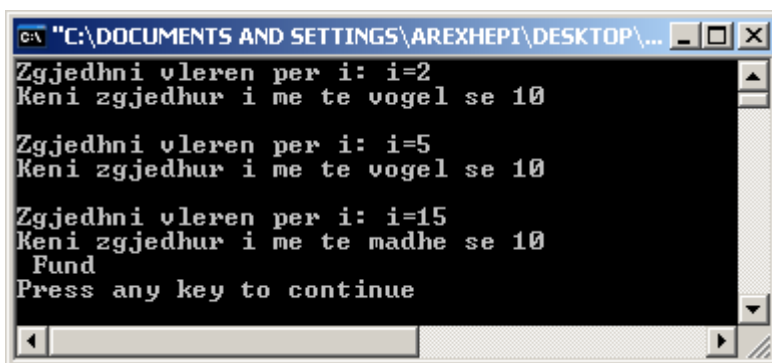 "C:\DOCUMENTS AND SETTINGS\AREXHEPI\DESKTOP\...
Zgjedhni vleren per i: i=2
Keni zgjedhur i me te vogel se 10
Zgjedhni vleren per i: i=5
Keni zgjedhur i me te vogel se 10
Zgjedhni vleren per i: i=15
Keni zgjedhur i me te madhe se 10
Fund
Press any key to continue